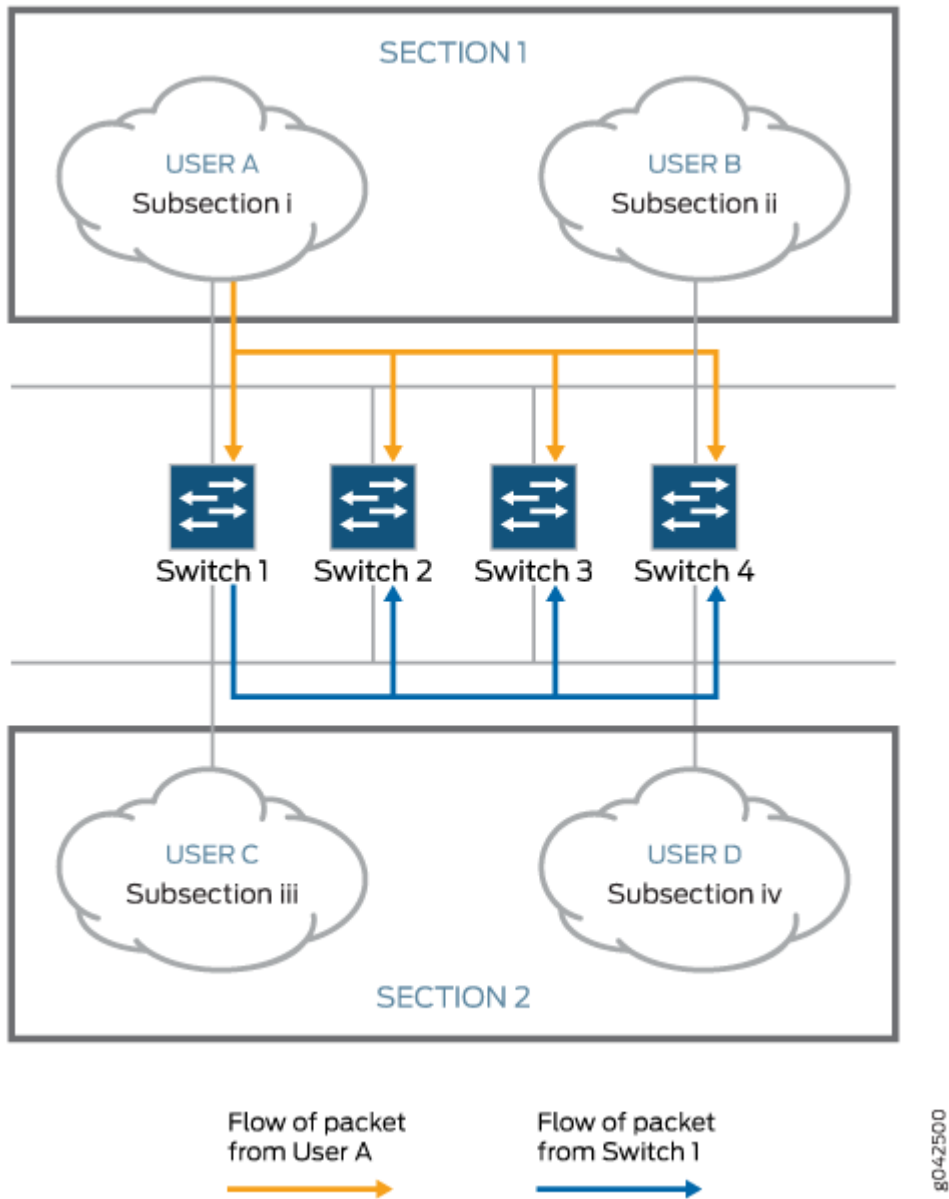 SECTION 1
USER A
Subsection i
USER B
Subsection ii
Switch 1
Switch 2
Switch 3
Switch 4
USER C
Subsection iii
USER D
Subsection iv
SECTION 2
Flow of packet
from User A
Flow of packet
from Switch 1
g042500